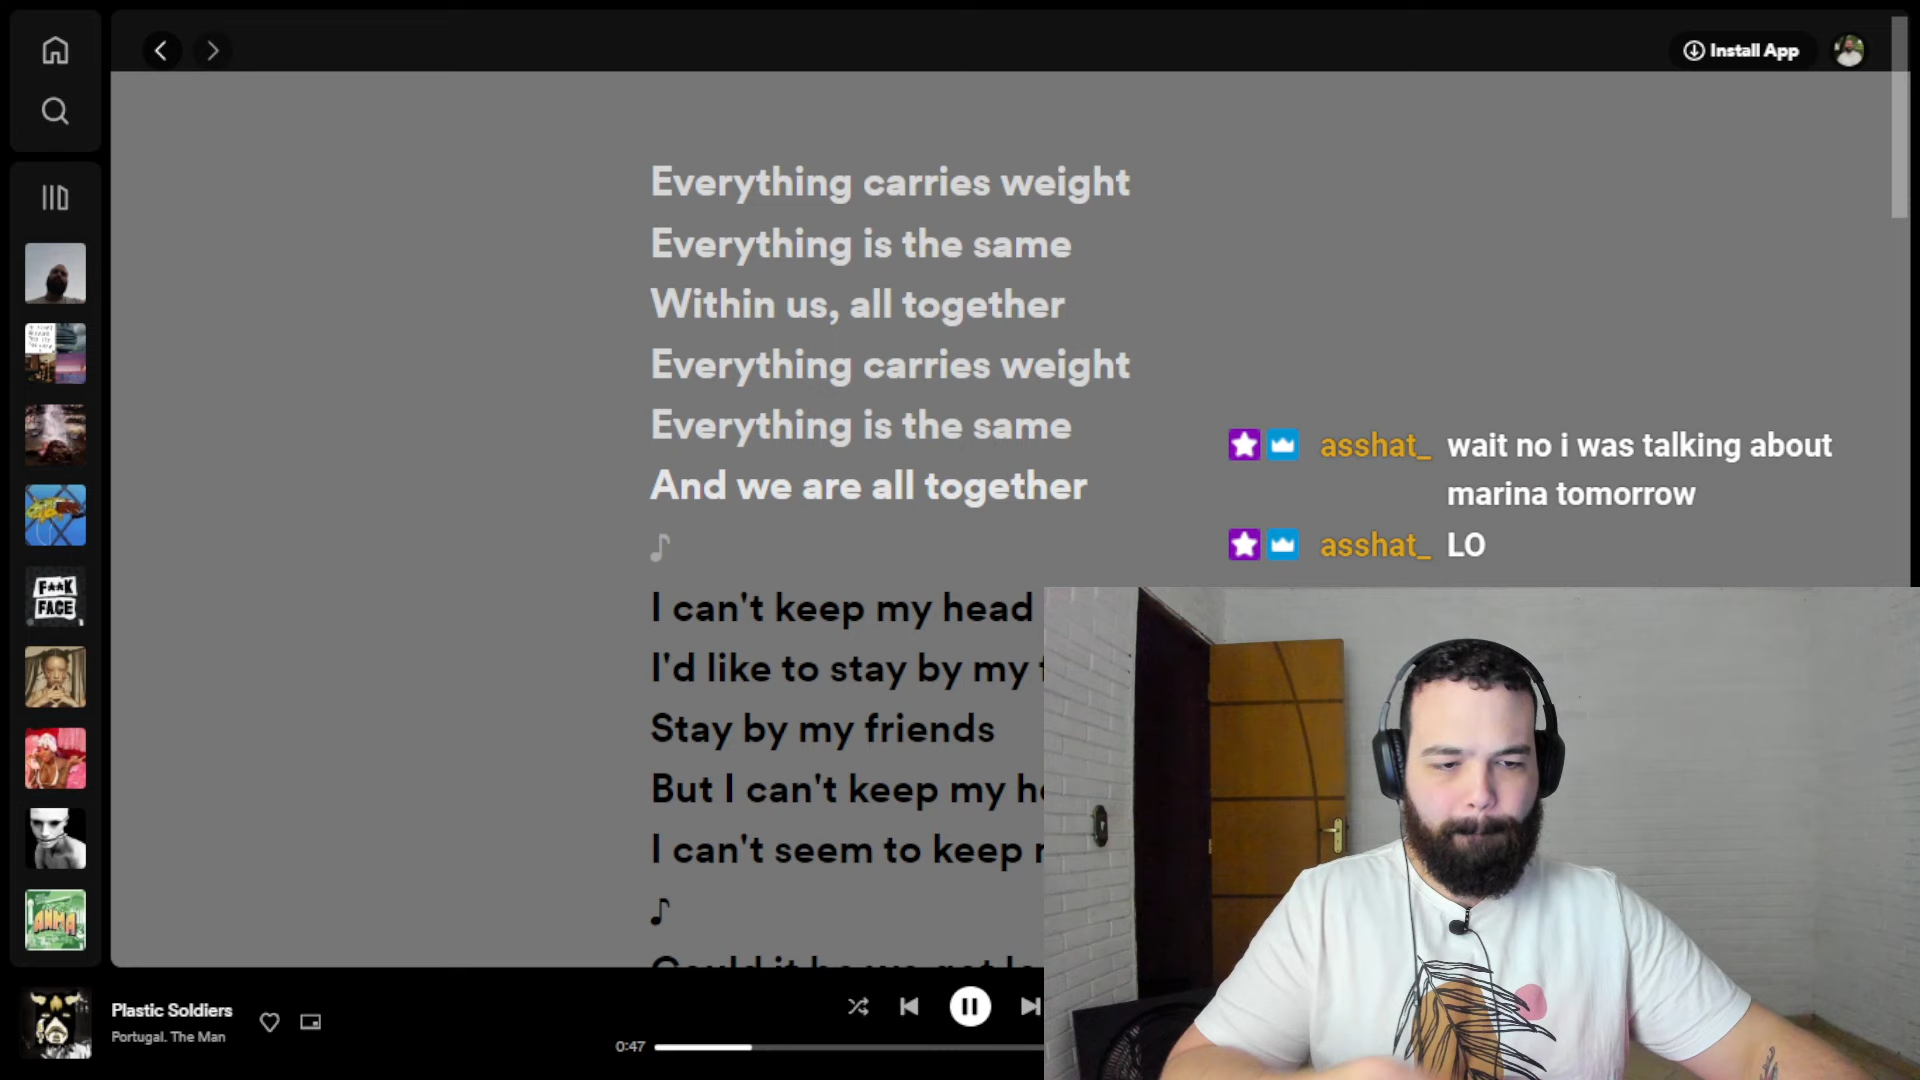 Install App
Everything carries weight
Everything is the same
Within us, all together
Everything carries weight
Everything is the same
And we are all together
I can't keep my head
I'd like to stay by my
Stay by my friends
But I can't keep my
I can't seem to keep
asshat_ wait no i was talking about
marina tomorrow
asshat_ LO
F**K
FACE
Plastic Soldiers
Portugal. The Man
0:47